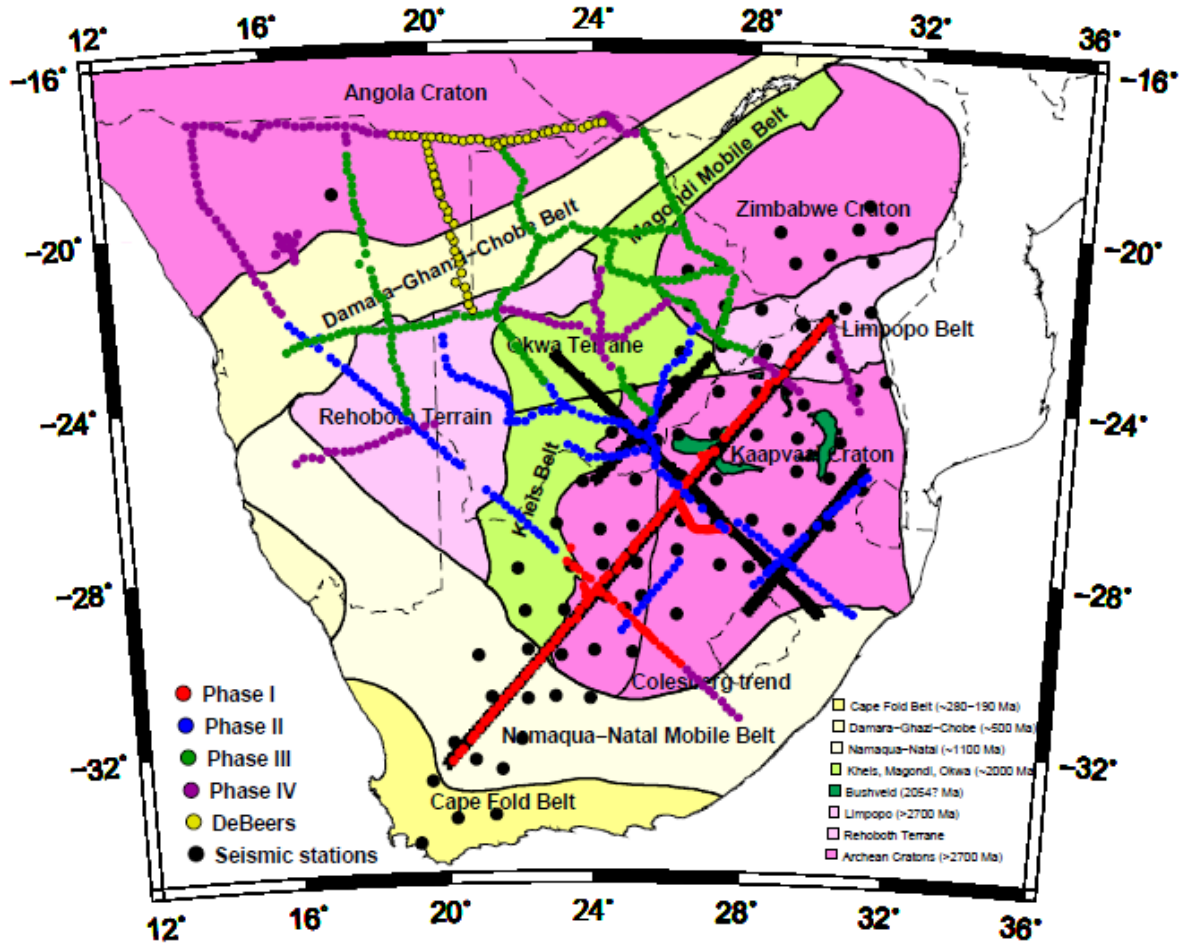 12° 16° 20° 24° 28° 32° 36°
−16° −16°
Angola Craton
Magondi Mobile Belt
Zimbabwe Craton
−20° −20°
Damara−Ghanzi−Chobe Belt
Limpopo Belt
Okwa Terrane
Rehoboth Terrain
−24° −24°
Kaapvaal Craton
Kheis Belt
−28° −28°
Colesberg trend
Namaqua−Natal Mobile Belt
−32° −32°
Cape Fold Belt
Phase I
Phase II
Phase III
Phase IV
DeBeers
Seismic stations
Cape Fold Belt (~280−190 Ma)
Damara−Ghazi−Chobe (~500 Ma)
Namaqua−Natal (~1100 Ma)
Kheis, Magondi, Okwa (~2000 Ma
Bushveld (2054? Ma)
Limpopo (>2700 Ma)
Rehoboth Terrane
Archean Cratons (>2700 Ma)
12° 16° 20° 24° 28° 32° 36°